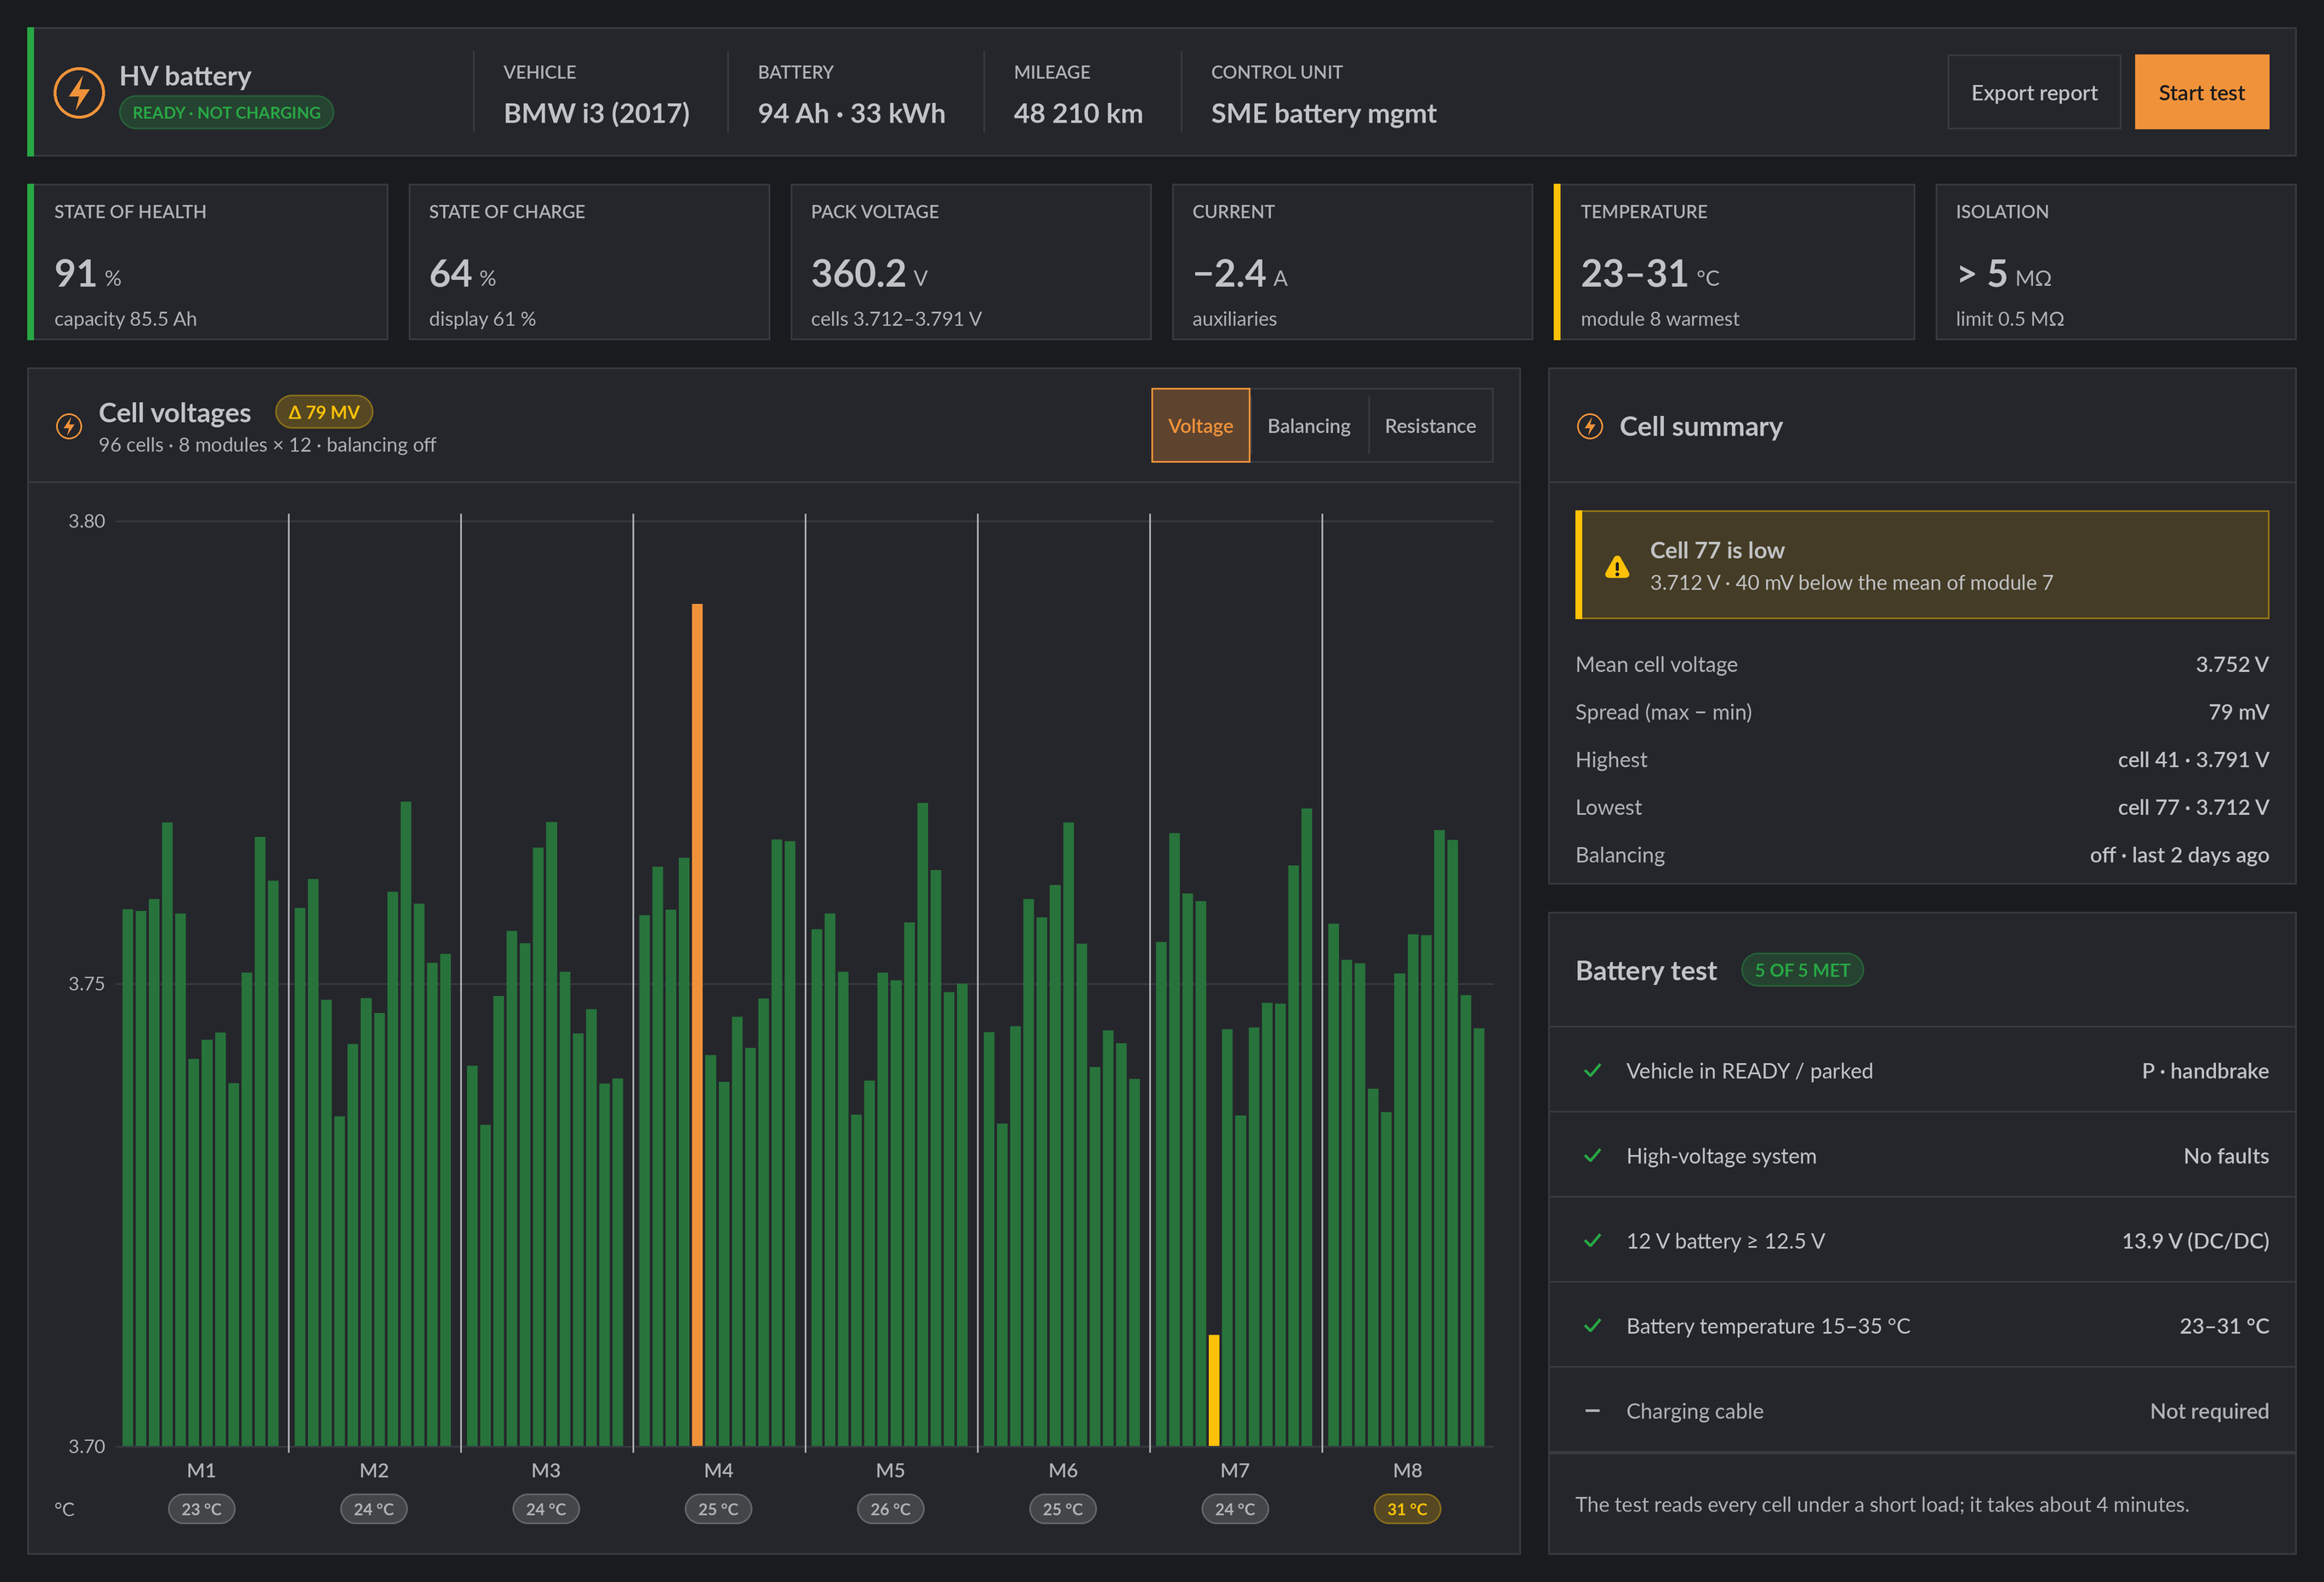 HV battery
READY · NOT CHARGING
VEHICLE
BMW i3 (2017)
BATTERY
94 Ah · 33 kWh
MILEAGE
48 210 km
CONTROL UNIT
SME battery mgmt
Export report
Start test
STATE OF HEALTH
91 %
capacity 85.5 Ah
STATE OF CHARGE
64 %
display 61 %
PACK VOLTAGE
360.2 V
cells 3.712–3.791 V
CURRENT
−2.4 A
auxiliaries
TEMPERATURE
23–31 °C
module 8 warmest
ISOLATION
> 5 MΩ
limit 0.5 MΩ
Cell voltages
Δ 79 MV
96 cells · 8 modules × 12 · balancing off
Voltage
Balancing
Resistance
3.80
3.75
3.70
M1
M2
M3
M4
M5
M6
M7
M8
°C
23 °C
24 °C
24 °C
25 °C
26 °C
25 °C
24 °C
31 °C
Cell summary
Cell 77 is low
3.712 V · 40 mV below the mean of module 7
Mean cell voltage 3.752 V
Spread (max − min) 79 mV
Highest cell 41 · 3.791 V
Lowest cell 77 · 3.712 V
Balancing off · last 2 days ago
Battery test
5 OF 5 MET
Vehicle in READY / parked P · handbrake
High-voltage system No faults
12 V battery ≥ 12.5 V 13.9 V (DC/DC)
Battery temperature 15–35 °C 23–31 °C
Charging cable Not required
The test reads every cell under a short load; it takes about 4 minutes.